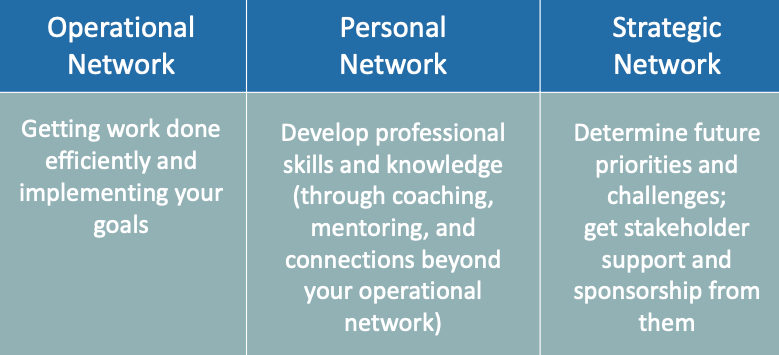 Operational
Network
Personal
Network
Strategic
Network
Getting work done
efficiently and
implementing your
goals
Develop professional
skills and knowledge
(through coaching,
mentoring, and
connections beyond
your operational
network)
Determine future
priorities and
challenges;
get stakeholder
support and
sponsorship from
them